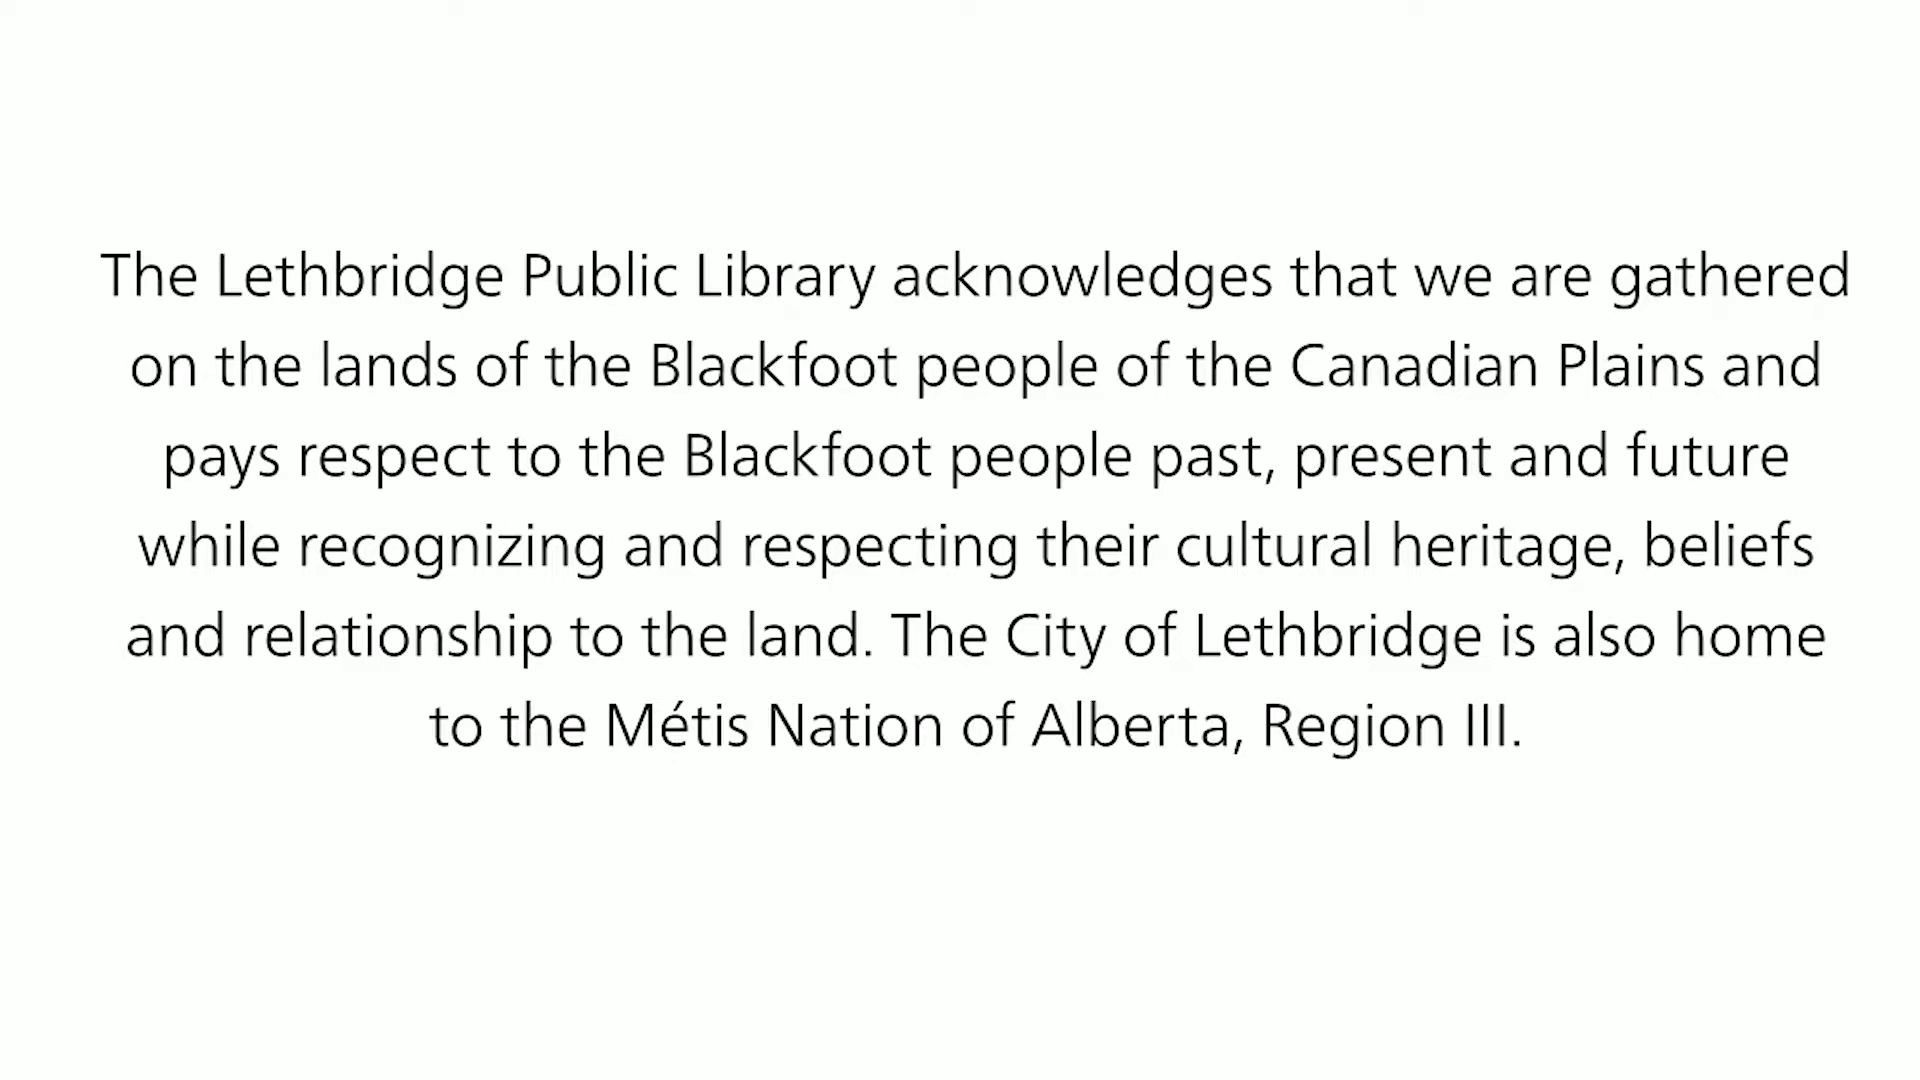 The Lethbridge Public Library acknowledges that we are gathered
on the lands of the Blackfoot people of the Canadian Plains and
pays respect to the Blackfoot people past, present and future
while recognizing and respecting their cultural heritage, beliefs
and relationship to the land. The City of Lethbridge is also home
to the Métis Nation of Alberta, Region III.